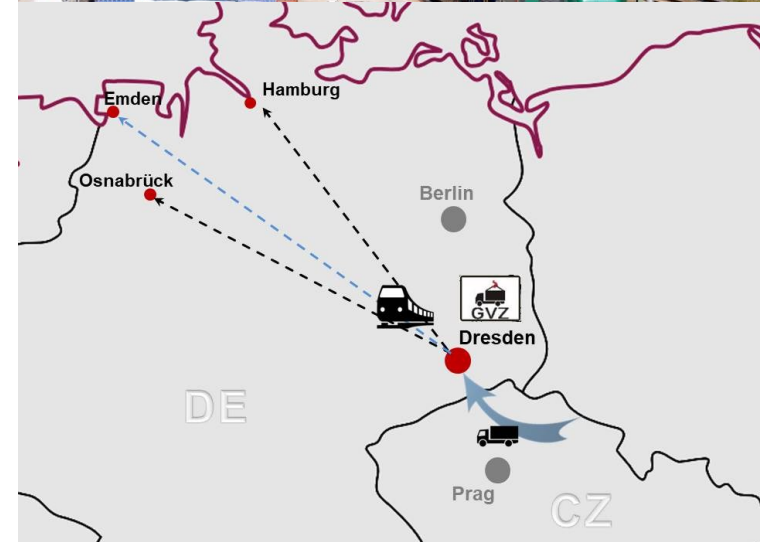 Hamburg
Emden
Osnabrück
Berlin
GVZ
Dresden
DE
Prag
CZ